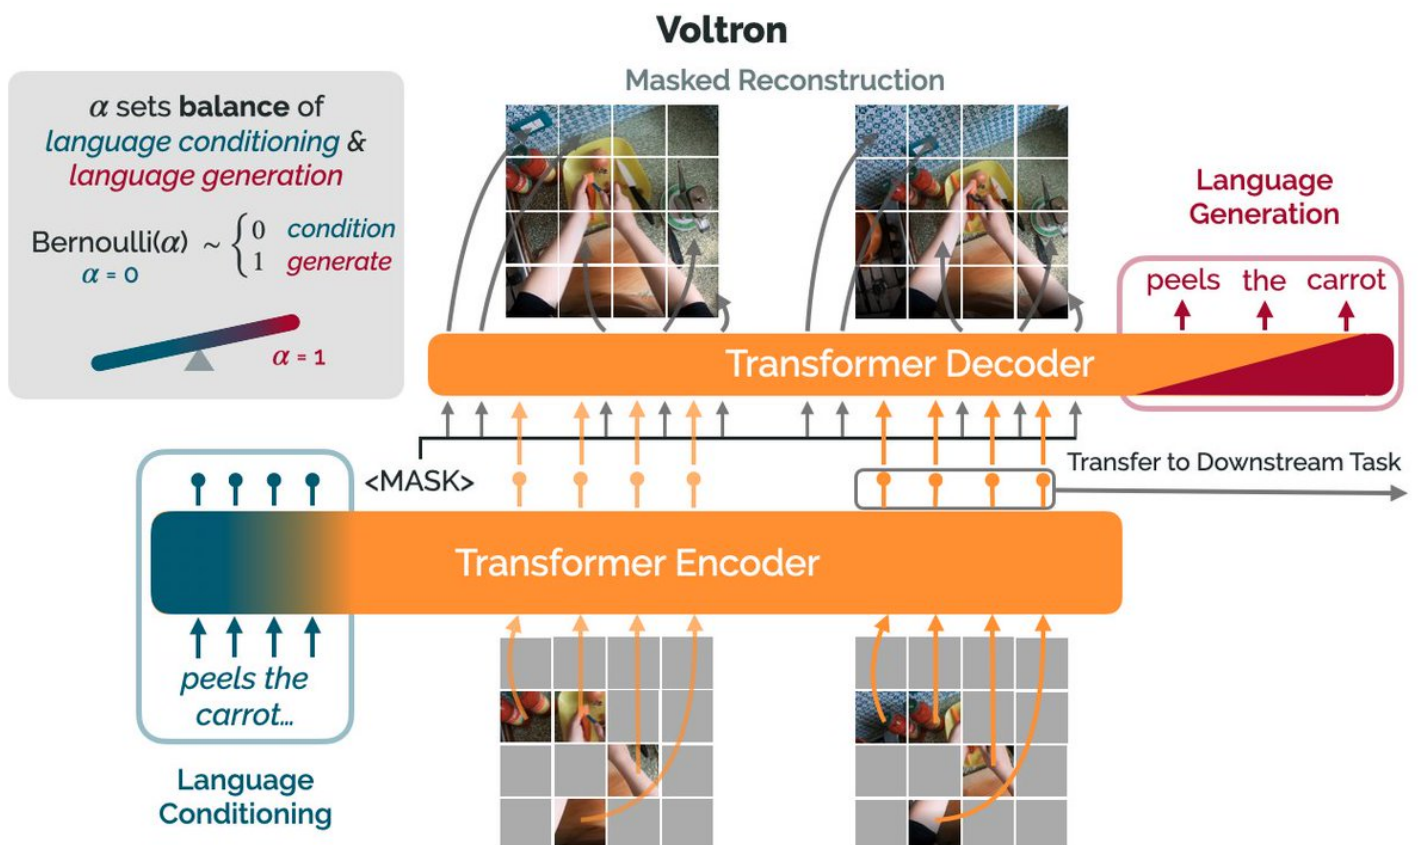 Voltron
Masked Reconstruction
α sets balance of
language conditioning &
language generation
Bernoulli(α) ~ { 0 condition
1 generate
α = 0
α = 1
Language
Generation
peels the carrot
Transformer Decoder
<MASK>
Transfer to Downstream Task
Transformer Encoder
peels the
carrot...
Language
Conditioning